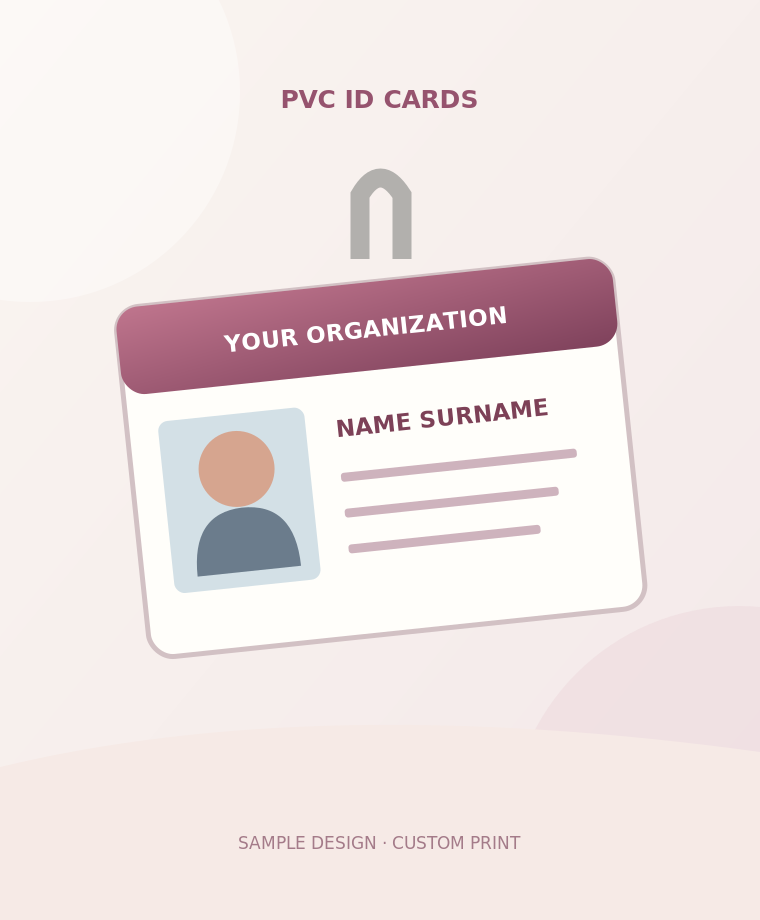 PVC ID CARDS
YOUR ORGANIZATION
NAME SURNAME
SAMPLE DESIGN · CUSTOM PRINT